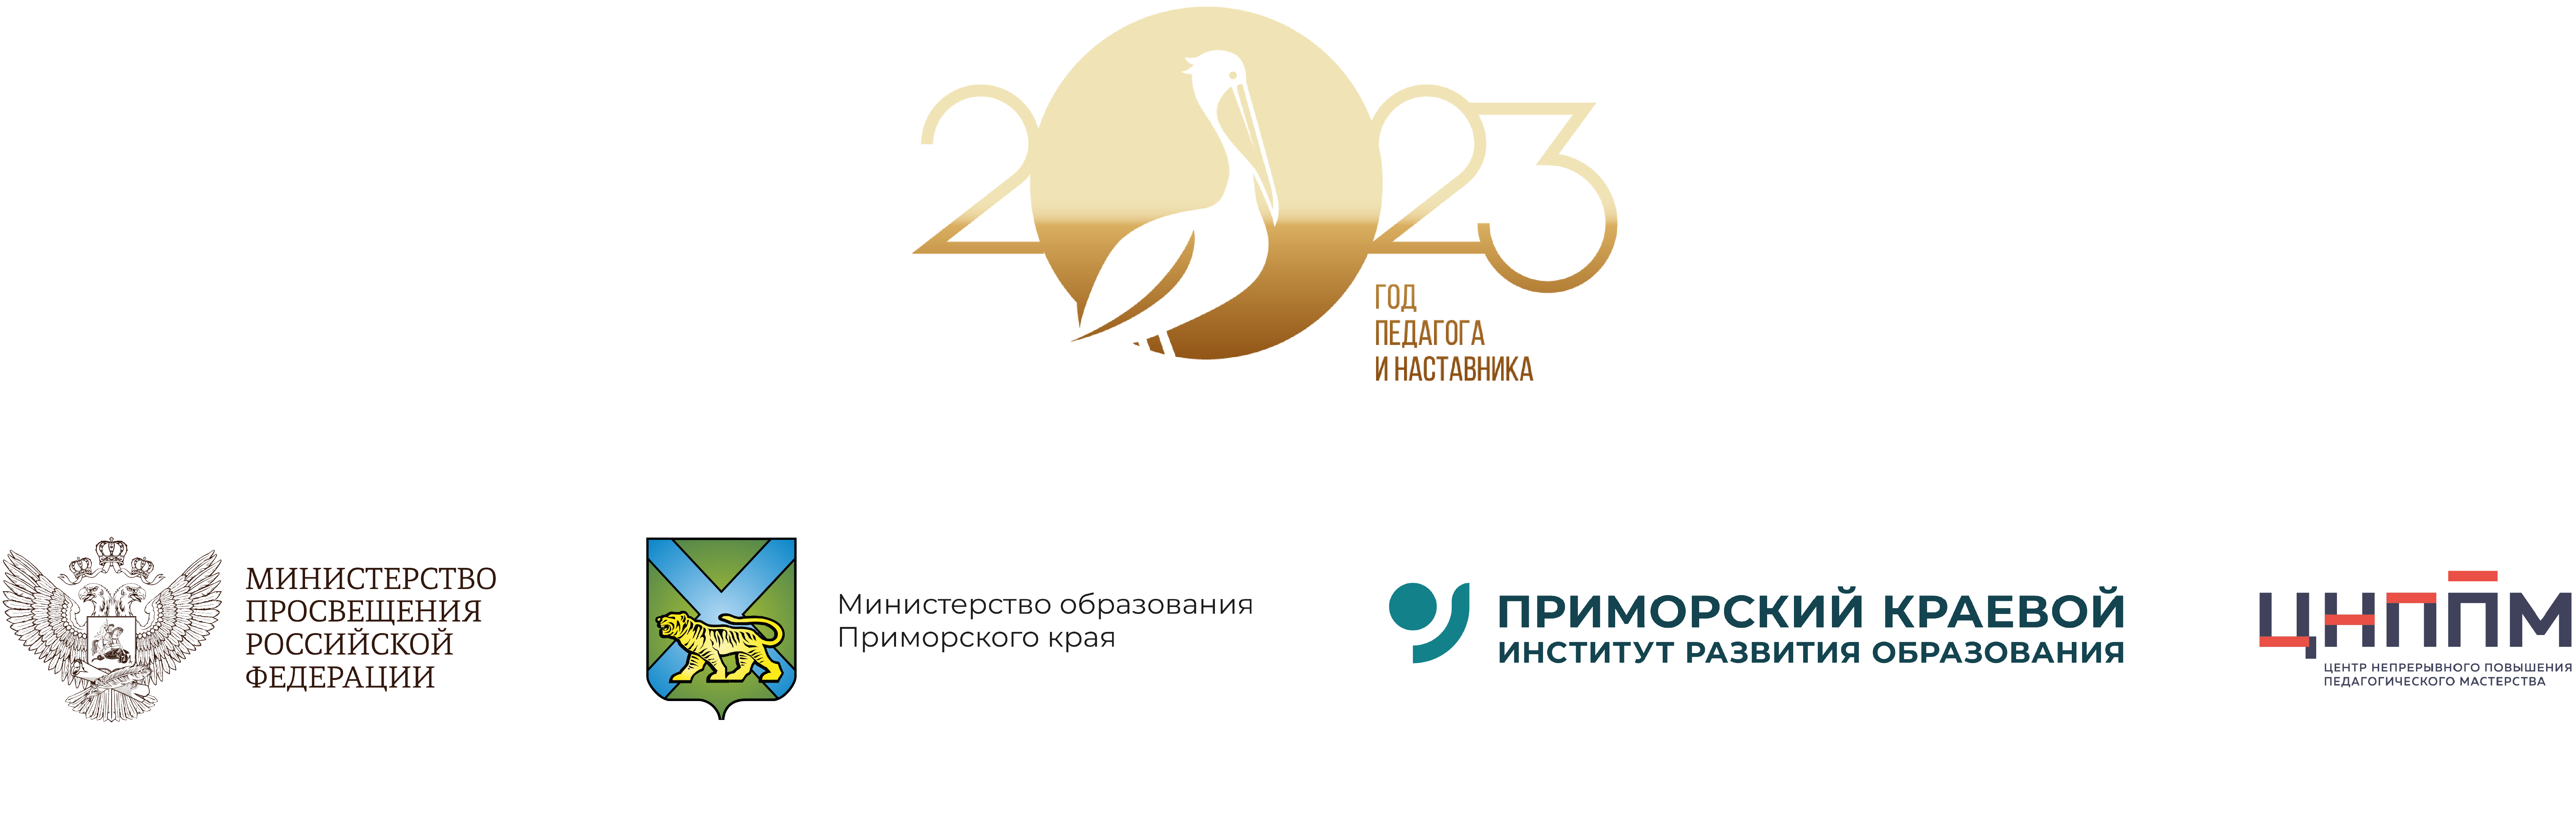 2023
ГОД
ПЕДАГОГА
И НАСТАВНИКА
МИНИСТЕРСТВО
ПРОСВЕЩЕНИЯ
РОССИЙСКОЙ
ФЕДЕРАЦИИ
Министерство образования
Приморского края
ПРИМОРСКИЙ КРАЕВОЙ
ИНСТИТУТ РАЗВИТИЯ ОБРАЗОВАНИЯ
ЦНППМ
ЦЕНТР НЕПРЕРЫВНОГО ПОВЫШЕНИЯ
ПЕДАГОГИЧЕСКОГО МАСТЕРСТВА